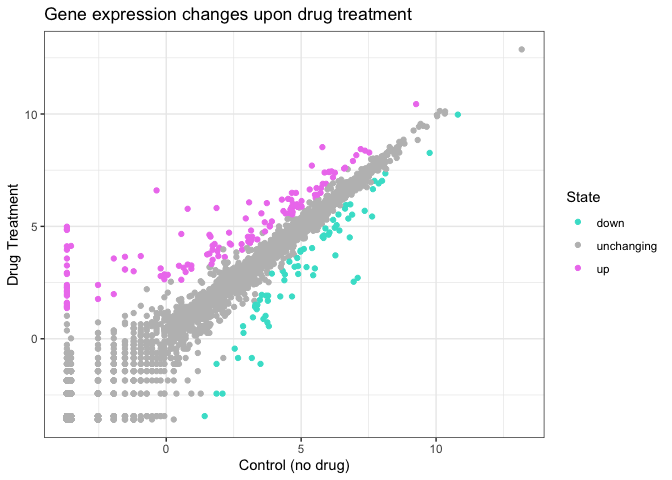 Gene expression changes upon drug treatment
Drug Treatment
10
5
0
0
5
10
Control (no drug)
State
down
unchanging
up